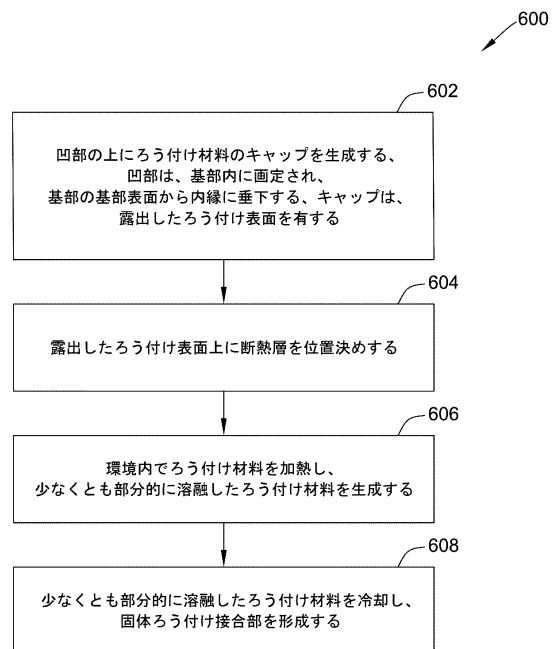 600
602
凹部の上にろう付け材料のキャップを生成する、
凹部は、基部内に画定され、
基部の基部表面から内縁に垂下する、キャップは、
露出したろう付け表面を有する
604
露出したろう付け表面上に断熱層を位置決めする
606
環境内でろう付け材料を加熱し、
少なくとも部分的に溶融したろう付け材料を生成する
608
少なくとも部分的に溶融したろう付け材料を冷却し、
固体ろう付け接合部を形成する